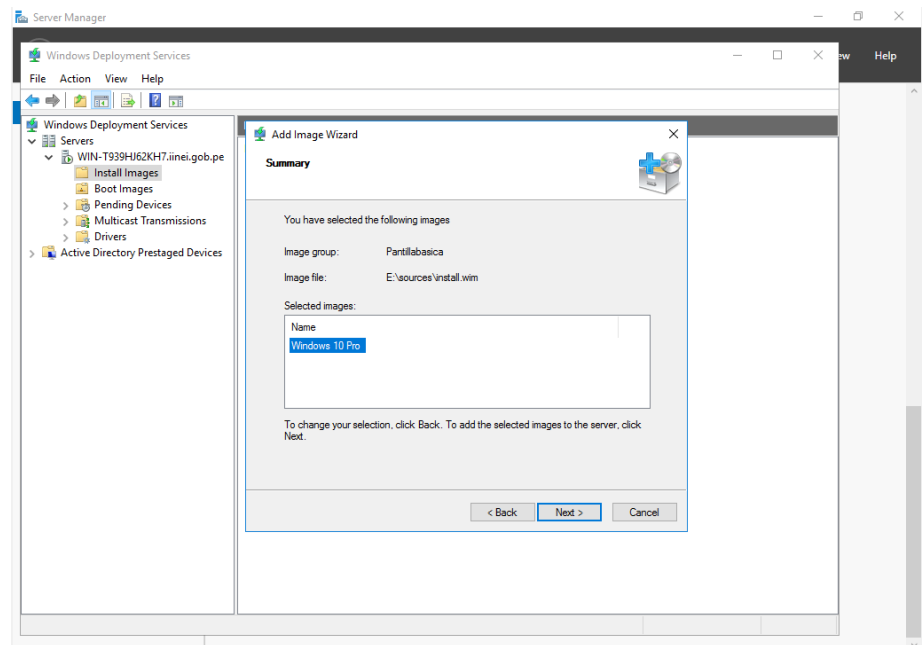 Server Manager
Windows Deployment Services
ew Help
File Action View Help
Windows Deployment Services
Servers
WIN-T939HJ62KH7.iinei.gob.pe
Install Images
Boot Images
Pending Devices
Multicast Transmissions
Drivers
Active Directory Prestaged Devices
Add Image Wizard
Summary
You have selected the following images
Image group: Pantillabasica
Image file: E:\sources\install.wim
Selected images:
Name
Windows 10 Pro
To change your selection, click Back. To add the selected images to the server, click
Next.
< Back Next > Cancel